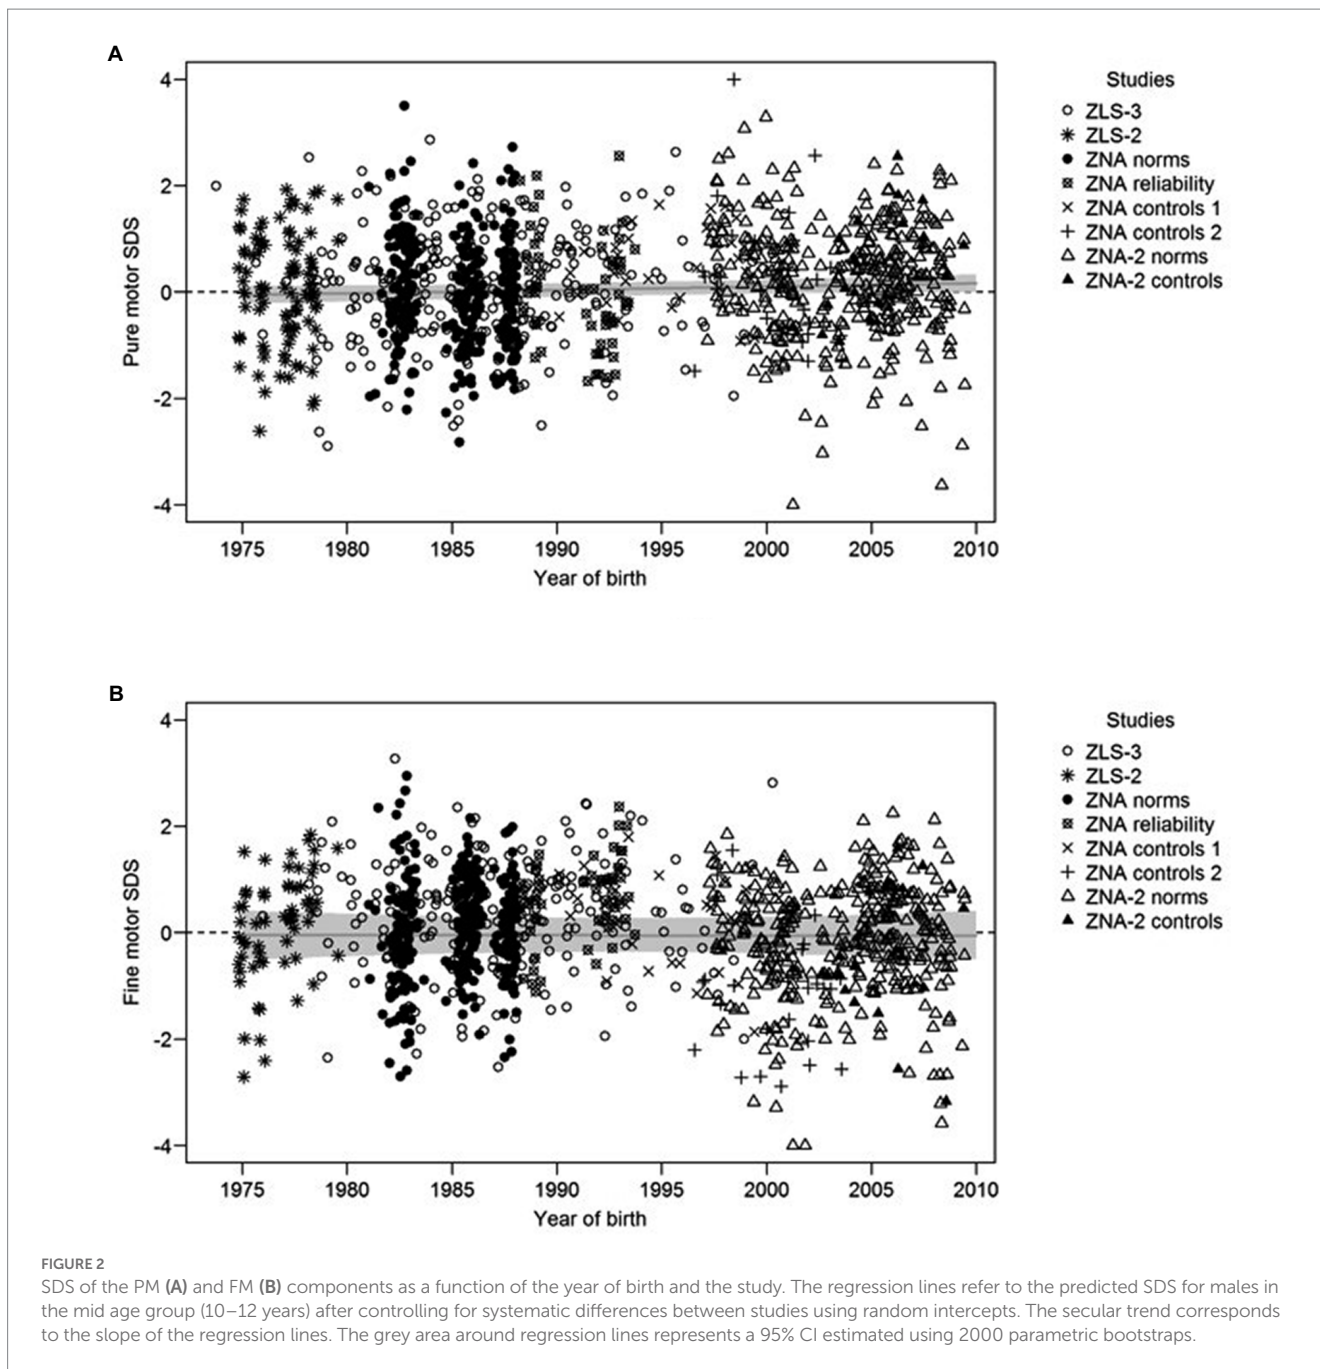 A
4
2
0
-2
-4
Pure motor SDS
1975 1980 1985 1990 1995 2000 2005 2010
Year of birth
Studies
ZLS-3
ZLS-2
ZNA norms
ZNA reliability
ZNA controls 1
ZNA controls 2
ZNA-2 norms
ZNA-2 controls
B
4
2
0
-2
-4
Fine motor SDS
1975 1980 1985 1990 1995 2000 2005 2010
Year of birth
Studies
ZLS-3
ZLS-2
ZNA norms
ZNA reliability
ZNA controls 1
ZNA controls 2
ZNA-2 norms
ZNA-2 controls
FIGURE 2
SDS of the PM (A) and FM (B) components as a function of the year of birth and the study. The regression lines refer to the predicted SDS for males in
the mid age group (10–12 years) after controlling for systematic differences between studies using random intercepts. The secular trend corresponds
to the slope of the regression lines. The grey area around regression lines represents a 95% CI estimated using 2000 parametric bootstraps.